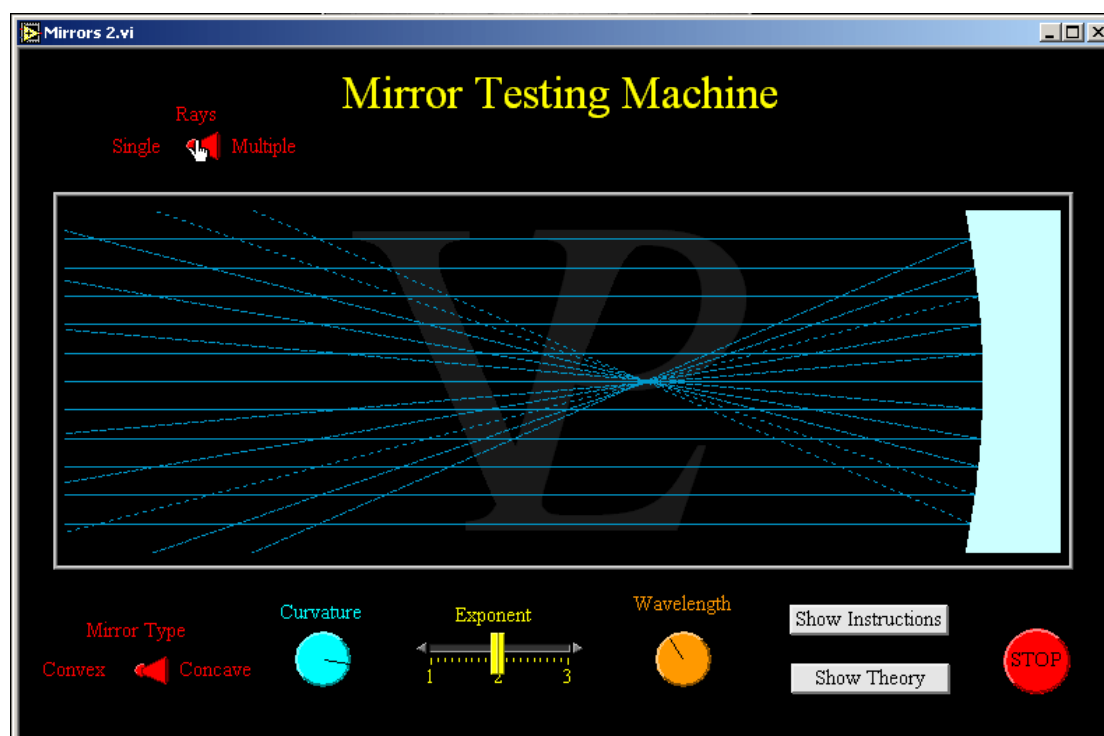 Mirrors 2.vi
Mirror Testing Machine
Rays
Single Multiple
VPL
Curvature
Exponent
Wavelength
Show Instructions
Mirror Type
Convex Concave
1 2 3
Show Theory
STOP